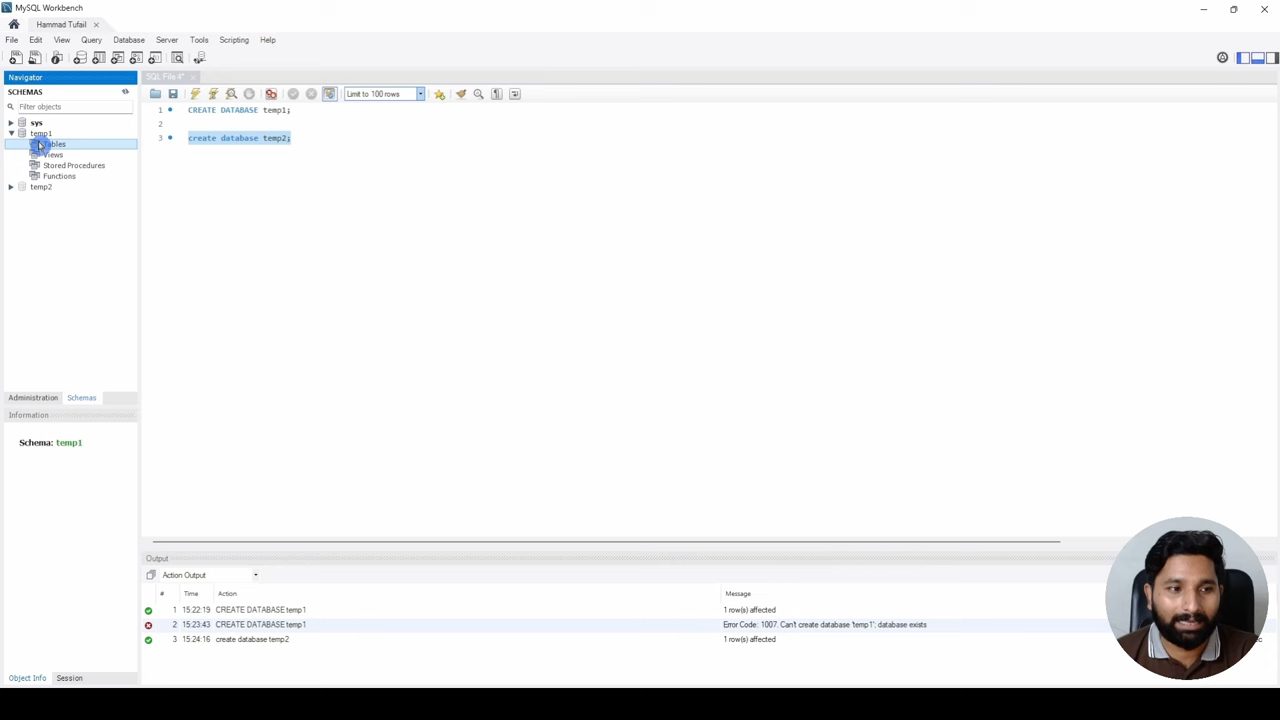 MySQL Workbench
Hammad Tufail
File Edit View Query Database Server Tools Scripting Help
Navigator
SCHEMAS
Filter objects
sys
temp1
Tables
Views
Stored Procedures
Functions
temp2
Administration Schemas
Information
Schema: temp1
Object Info Session
SQL File 4*
Limit to 100 rows
1 CREATE DATABASE temp1;
2
3 create database temp2;
Output
Action Output
# Time Action Message
1 15:22:19 CREATE DATABASE temp1 1 row(s) affected
2 15:23:43 CREATE DATABASE temp1 Error Code: 1007. Can't create database 'temp1'; database exists
3 15:24:16 create database temp2 1 row(s) affected